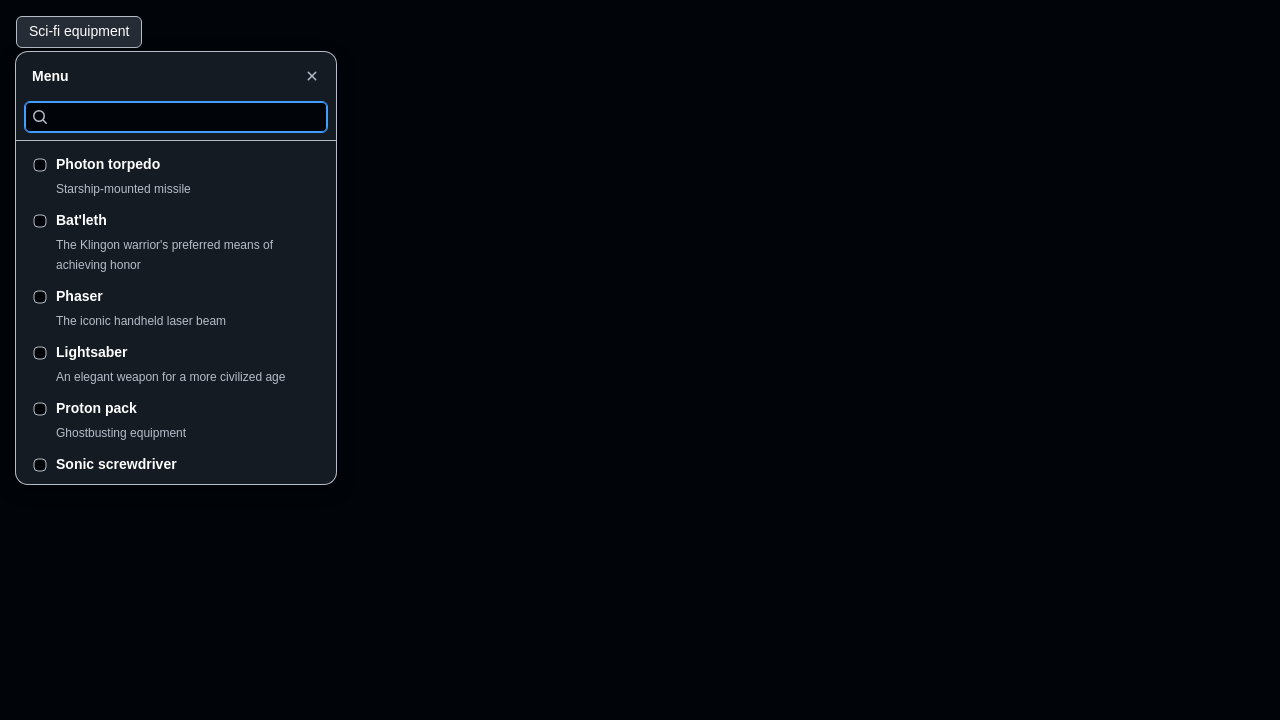 Sci-fi equipment
Menu
Photon torpedo
Starship-mounted missile
Bat'leth
The Klingon warrior's preferred means of
achieving honor
Phaser
The iconic handheld laser beam
Lightsaber
An elegant weapon for a more civilized age
Proton pack
Ghostbusting equipment
Sonic screwdriver